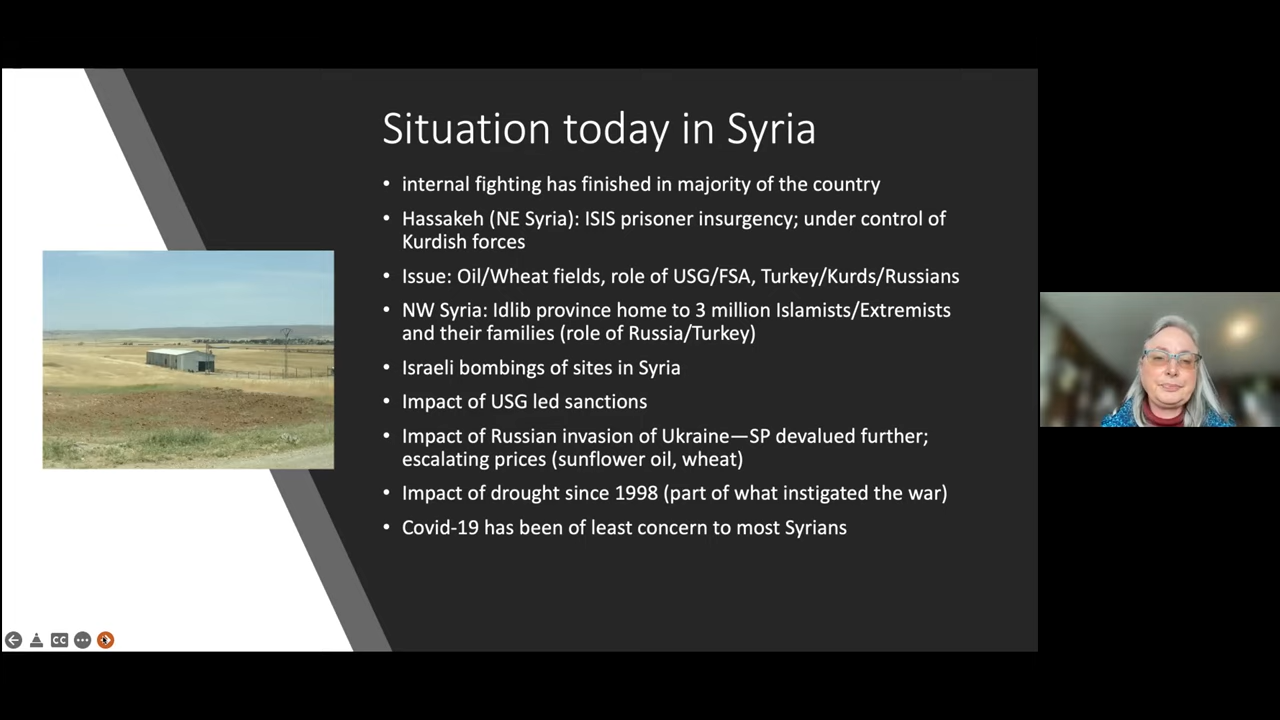 Situation today in Syria
• internal fighting has finished in majority of the country
• Hassakeh (NE Syria): ISIS prisoner insurgency; under control of
Kurdish forces
• Issue: Oil/Wheat fields, role of USG/FSA, Turkey/Kurds/Russians
• NW Syria: Idlib province home to 3 million Islamists/Extremists
and their families (role of Russia/Turkey)
• Israeli bombings of sites in Syria
• Impact of USG led sanctions
• Impact of Russian invasion of Ukraine—SP devalued further;
escalating prices (sunflower oil, wheat)
• Impact of drought since 1998 (part of what instigated the war)
• Covid-19 has been of least concern to most Syrians
CC